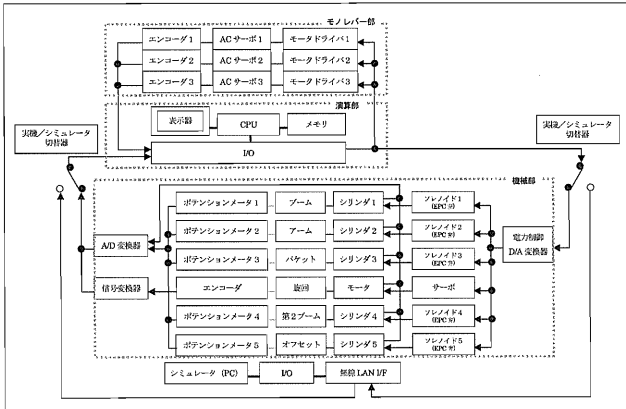 モノレバー部
エンコーダ1 ACサーボ1 モータドライバ1
エンコーダ2 ACサーボ2 モータドライバ2
エンコーダ3 ACサーボ3 モータドライバ3
演算部
表示器 CPU メモリ
I/O
実機／シミュレータ
切替器
実機／シミュレータ
切替器
機械部
ポテンションメータ1 ブーム シリンダ1 ソレノイド1
(EPC弁)
ポテンションメータ2 アーム シリンダ2 ソレノイド2
(EPC弁)
ポテンションメータ3 バケット シリンダ3 ソレノイド3
(EPC弁)
エンコーダ 旋回 モータ サーボ
ポテンションメータ4 第2ブーム シリンダ4 ソレノイド4
(EPC弁)
ポテンションメータ5 オフセット シリンダ5 ソレノイド5
(EPC弁)
A/D変換器
信号変換器
電力制御
D/A変換器
シミュレータ（PC） I/O 無線LAN I/F